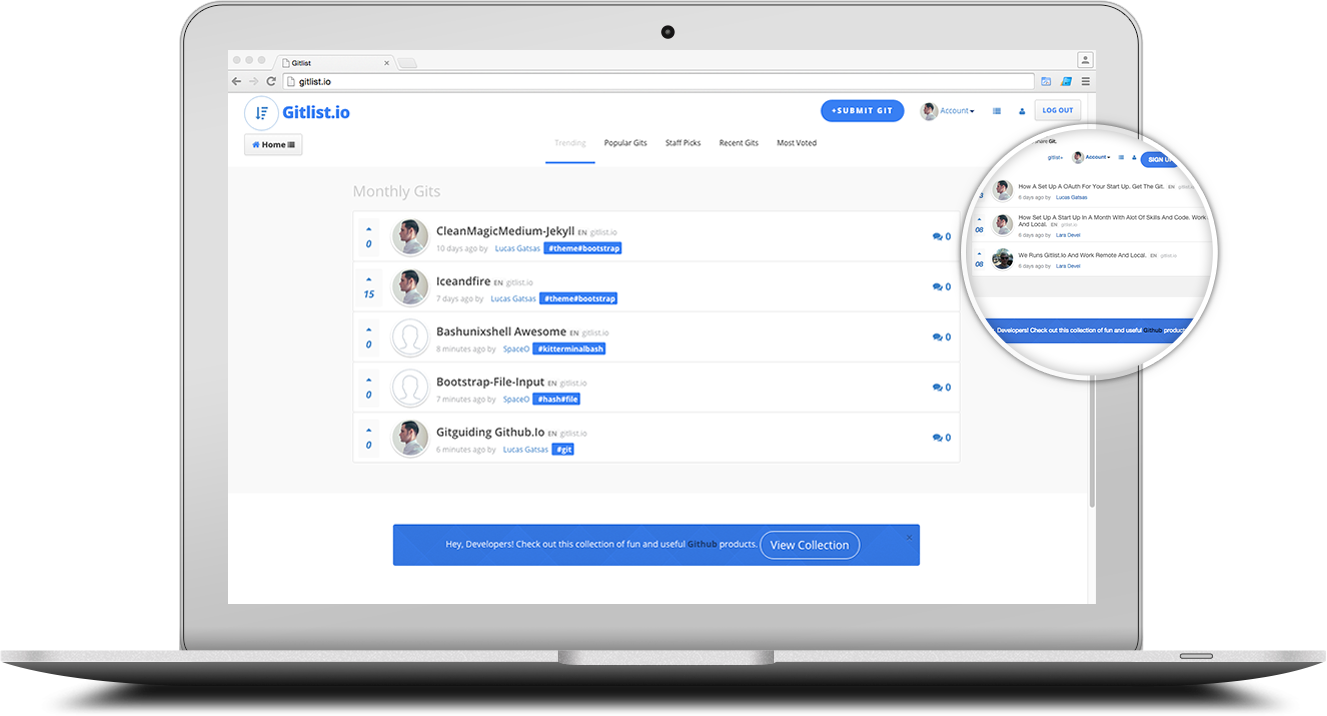 Gitlist
gitlist.io
Gitlist.io
+SUBMIT GIT
Account
LOG OUT
Home
Trending
Popular Gits
Staff Picks
Recent Gits
Most Voted
Monthly Gits
0
CleanMagicMedium-Jekyll EN gitlist.io
10 days ago by Lucas Gatsas #theme#bootstrap
0
15
Iceandfire EN gitlist.io
7 days ago by Lucas Gatsas #theme#bootstrap
0
0
Bashunixshell Awesome EN gitlist.io
8 minutes ago by SpaceO #kitterminalbash
0
0
Bootstrap-File-Input EN gitlist.io
7 minutes ago by SpaceO #hash#file
0
0
Gitguiding Github.Io EN gitlist.io
6 minutes ago by Lucas Gatsas #git
0
Hey, Developers! Check out this collection of fun and useful Github products. View Collection
Git.
gitlist
Account
SIGN
How A Set Up A OAuth For Your Start Up. Get The Git. EN gitlist.io
6 days ago by Lucas Gatsas
08
How Set Up A Start Up In A Month With Alot Of Skills And Code. Work
And Local. EN gitlist.io
6 days ago by Lara Devel
08
We Runs Gitlist.Io And Work Remote And Local. EN gitlist.io
6 days ago by Lara Devel
Developers! Check out this collection of fun and useful Github